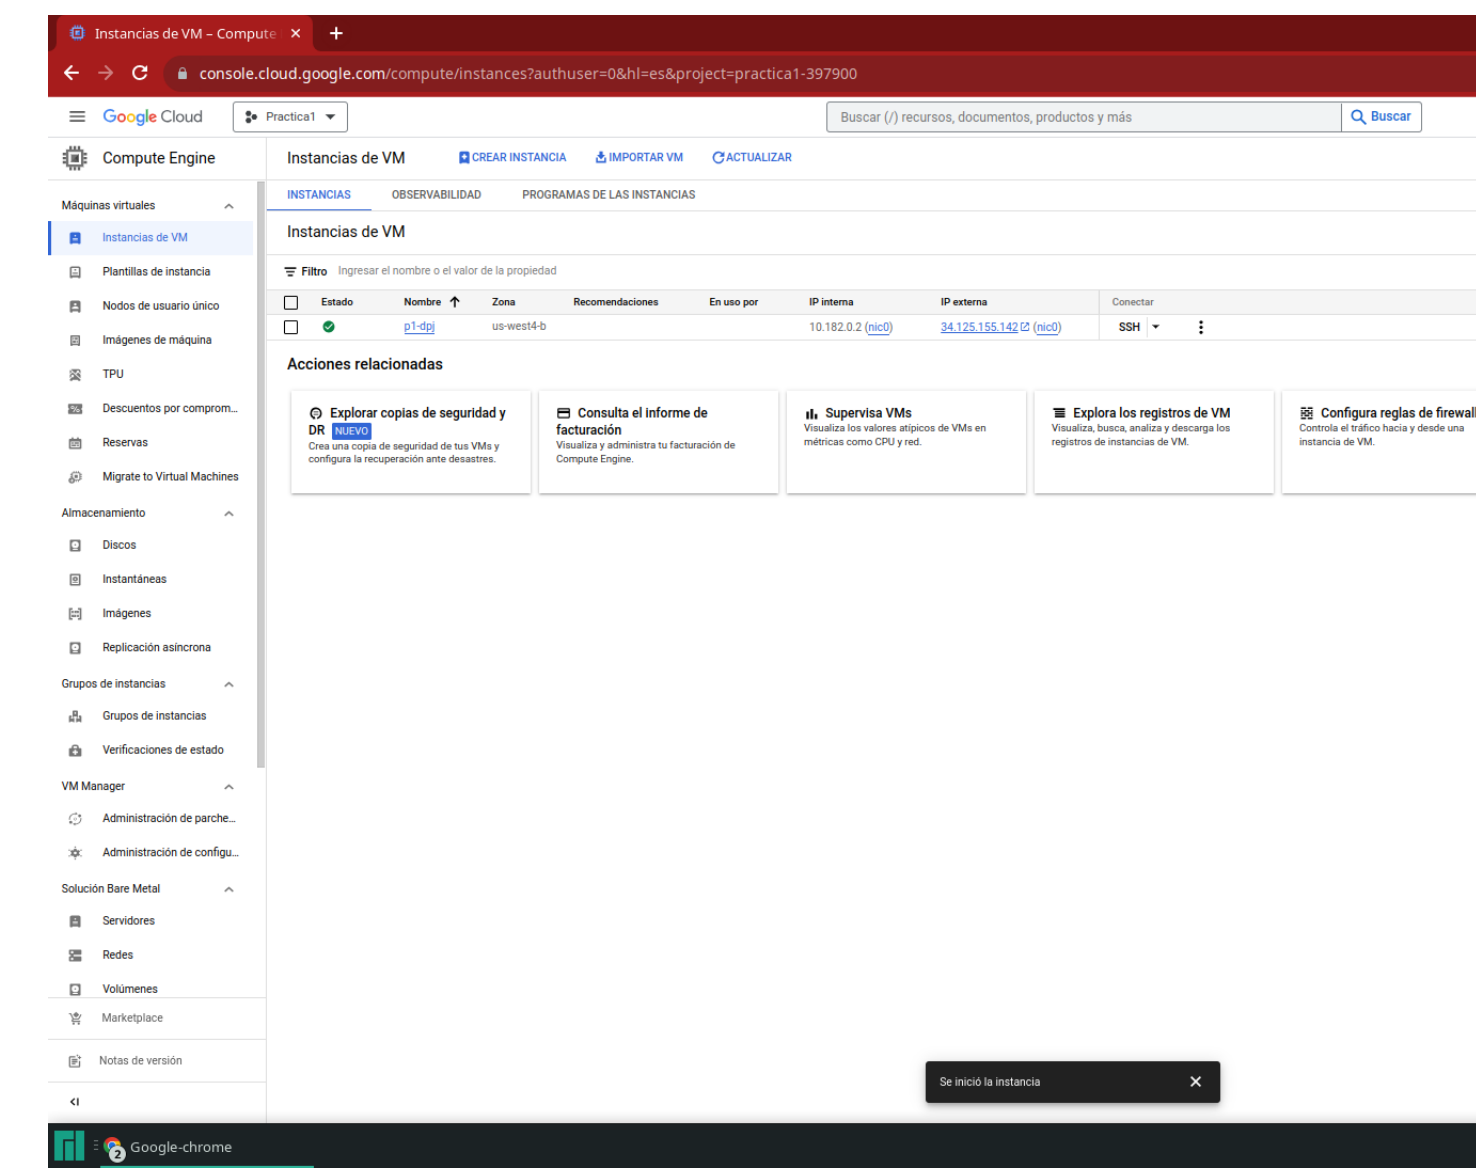 Instancias de VM – Compute
console.cloud.google.com/compute/instances?authuser=0&hl=es&project=practica1-397900
Google Cloud
Practica1
Buscar (/) recursos, documentos, productos y más
Buscar
Compute Engine
Instancias de VM
CREAR INSTANCIA
IMPORTAR VM
ACTUALIZAR
INSTANCIAS
OBSERVABILIDAD
PROGRAMAS DE LAS INSTANCIAS
Máquinas virtuales
Instancias de VM
Plantillas de instancia
Nodos de usuario único
Imágenes de máquina
TPU
Descuentos por comprom...
Reservas
Migrate to Virtual Machines
Almacenamiento
Discos
Instantáneas
Imágenes
Replicación asíncrona
Grupos de instancias
Grupos de instancias
Verificaciones de estado
VM Manager
Administración de parche...
Administración de configu...
Solución Bare Metal
Servidores
Redes
Volúmenes
Marketplace
Notas de versión
Instancias de VM
Filtro Ingresar el nombre o el valor de la propiedad
Estado Nombre Zona Recomendaciones En uso por IP interna IP externa Conectar
p1-dpj us-west4-b 10.182.0.2 (nic0) 34.125.155.142 (nic0) SSH
Acciones relacionadas
Explorar copias de seguridad y
DR NUEVO
Crea una copia de seguridad de tus VMs y
configura la recuperación ante desastres.
Consulta el informe de
facturación
Visualiza y administra tu facturación de
Compute Engine.
Supervisa VMs
Visualiza los valores atípicos de VMs en
métricas como CPU y red.
Explora los registros de VM
Visualiza, busca, analiza y descarga los
registros de instancias de VM.
Configura reglas de firewall
Controla el tráfico hacia y desde una
instancia de VM.
Se inició la instancia
2
Google-chrome